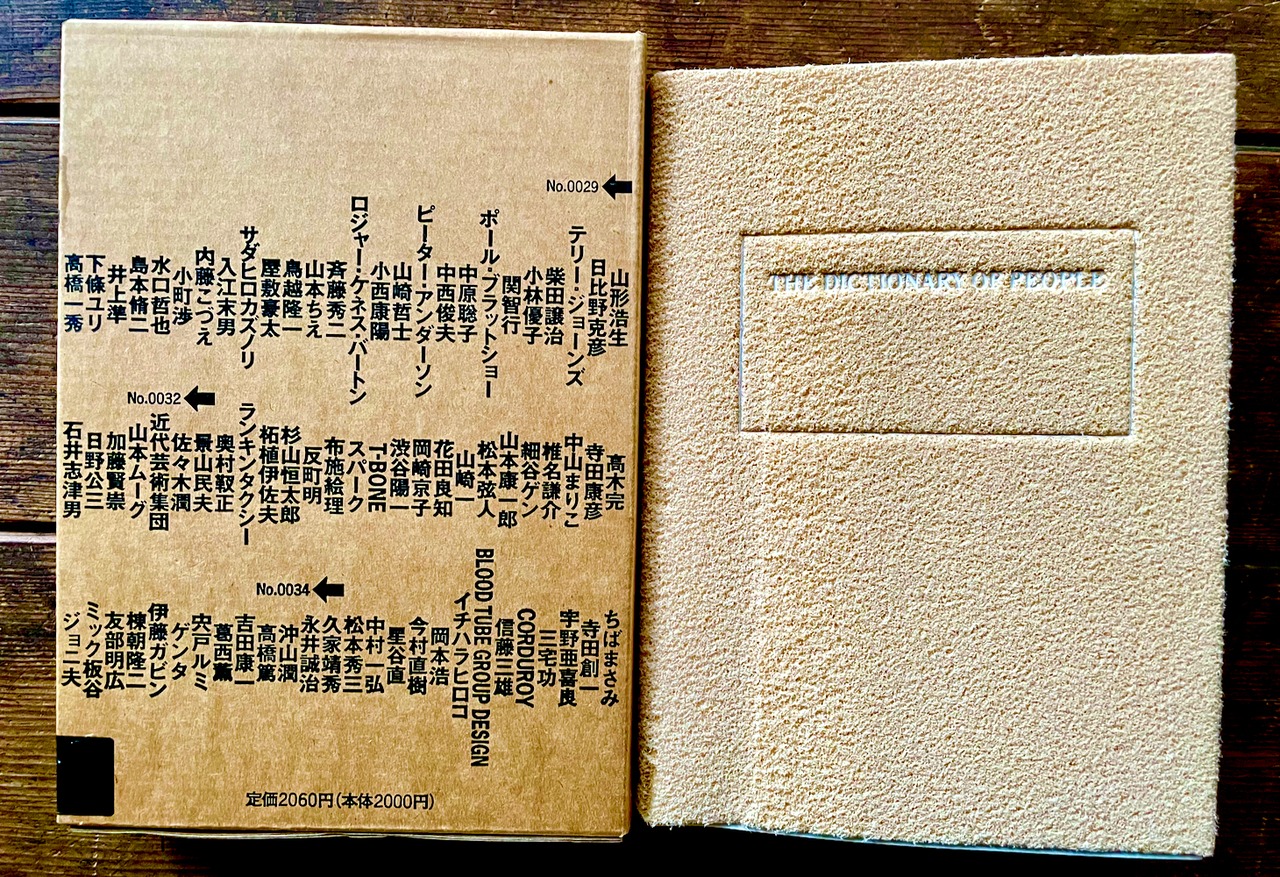 No.0029
山形浩生
日比野克彦
テリー・ジョーンズ
柴田譲治
小林優子
関智行
ポール・ブラットショー
中原聡子
中西俊夫
ピーター・アンダーソン
山崎哲士
小西康陽
ロジャー・ケネス・バートン
斉藤秀二
山本ちえ
鳥越隆一
屋敷豪太
サダヒロカズノリ
入江末男
内藤こづえ
小町渉
水口哲也
島本脩二
井上準
下條ユリ
高橋一秀
No.0032
高木完
寺田康彦
中山まりこ
椎名謙介
細谷ゲン
山本康一郎
松本弦人
山崎一
花田良知
岡崎京子
渋谷陽一
T-BONE
スパーク
布施絵理
反町明
杉山恒太郎
柘植伊佐夫
ランキンタクシー
奥村靫正
景山民夫
佐々木潤
近代芸術集団
山本ムーグ
加藤賢崇
日野公三
石井志津男
No.0034
ちばまさみ
寺田創一
宇野亜喜良
三宅功
CORDUROY
信藤三雄
BLOOD TUBE GROUP DESIGN
イチハラヒロコ
岡本浩
今村直樹
星谷直
中村一弘
松本秀三
久家靖秀
永井誠治
沖山潤
高橋篤
吉田康一
葛西薫
宍戸ルミ
ゲンタ
伊藤ガビン
棟朝隆二
友部明広
ミック板谷
ジョニ夫
定価2060円(本体2000円)
THE DICTIONARY OF PEOPLE